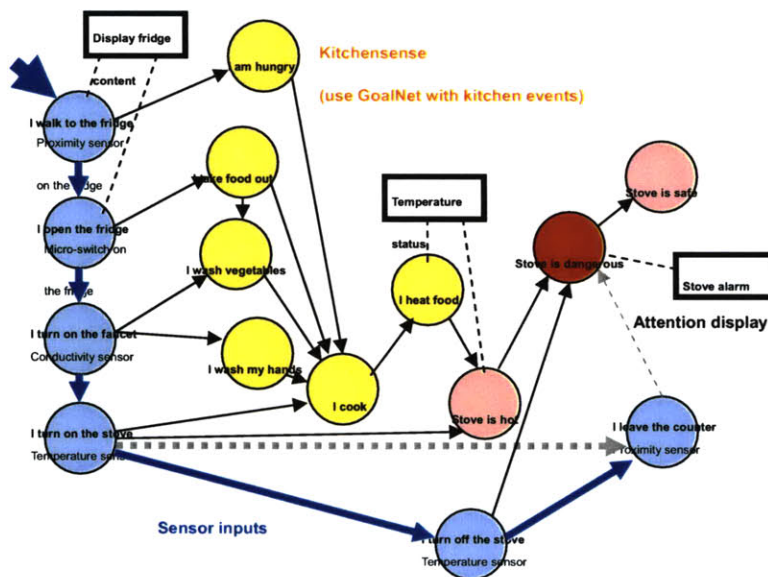 Display fridge
content
am hungry
Kitchensense
(use GoalNet with kitchen events)
I walk to the fridge
Proximity sensor
on the fridge
take food out
Temperature
status
Stove is safe
I open the fridge
Micro-switch on
the fridge
I wash vegetables
Stove is dangerous
Stove alarm
I heat food
Attention display
I turn on the faucet
Conductivity sensor
I wash my hands
I cook
Stove is hot
I leave the counter
Proximity sensor
I turn on the stove
Temperature sensor
Sensor inputs
I turn off the stove
Temperature sensor